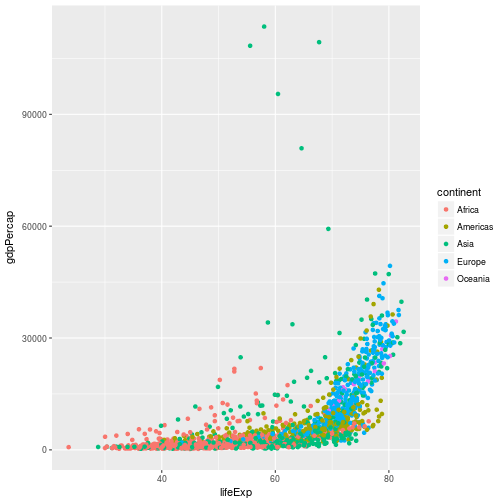 gdpPercap
90000
60000
30000
0
40
60
80
lifeExp
continent
Africa
Americas
Asia
Europe
Oceania